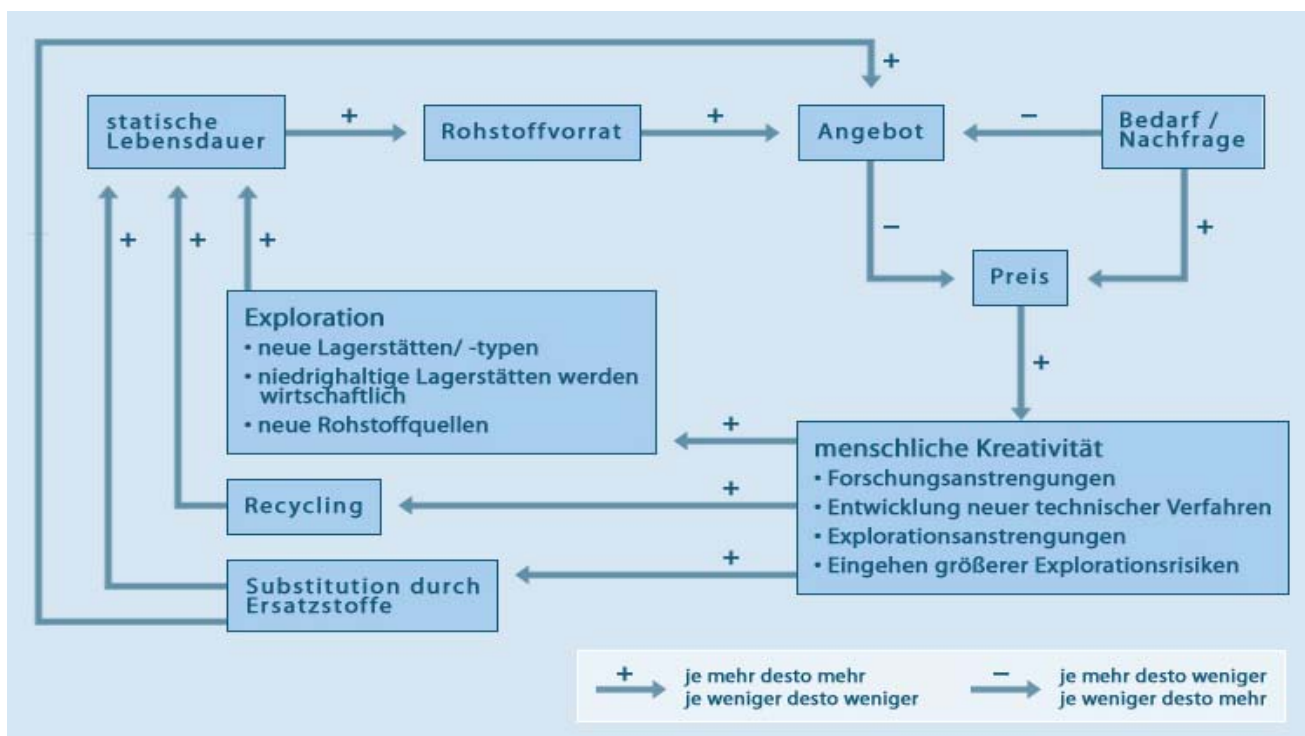 +
statische
Lebensdauer
+
Rohstoffvorrat
+
Angebot
–
Bedarf /
Nachfrage
+
+
+
–
+
Preis
Exploration
• neue Lagerstätten/ -typen
• niedrighaltige Lagerstätten werden
wirtschaftlich
• neue Rohstoffquellen
+
+
menschliche Kreativität
• Forschungsanstrengungen
• Entwicklung neuer technischer Verfahren
• Explorationsanstrengungen
• Eingehen größerer Explorationsrisiken
Recycling
+
Substitution durch
Ersatzstoffe
+
+
je mehr desto mehr
je weniger desto weniger
–
je mehr desto weniger
je weniger desto mehr